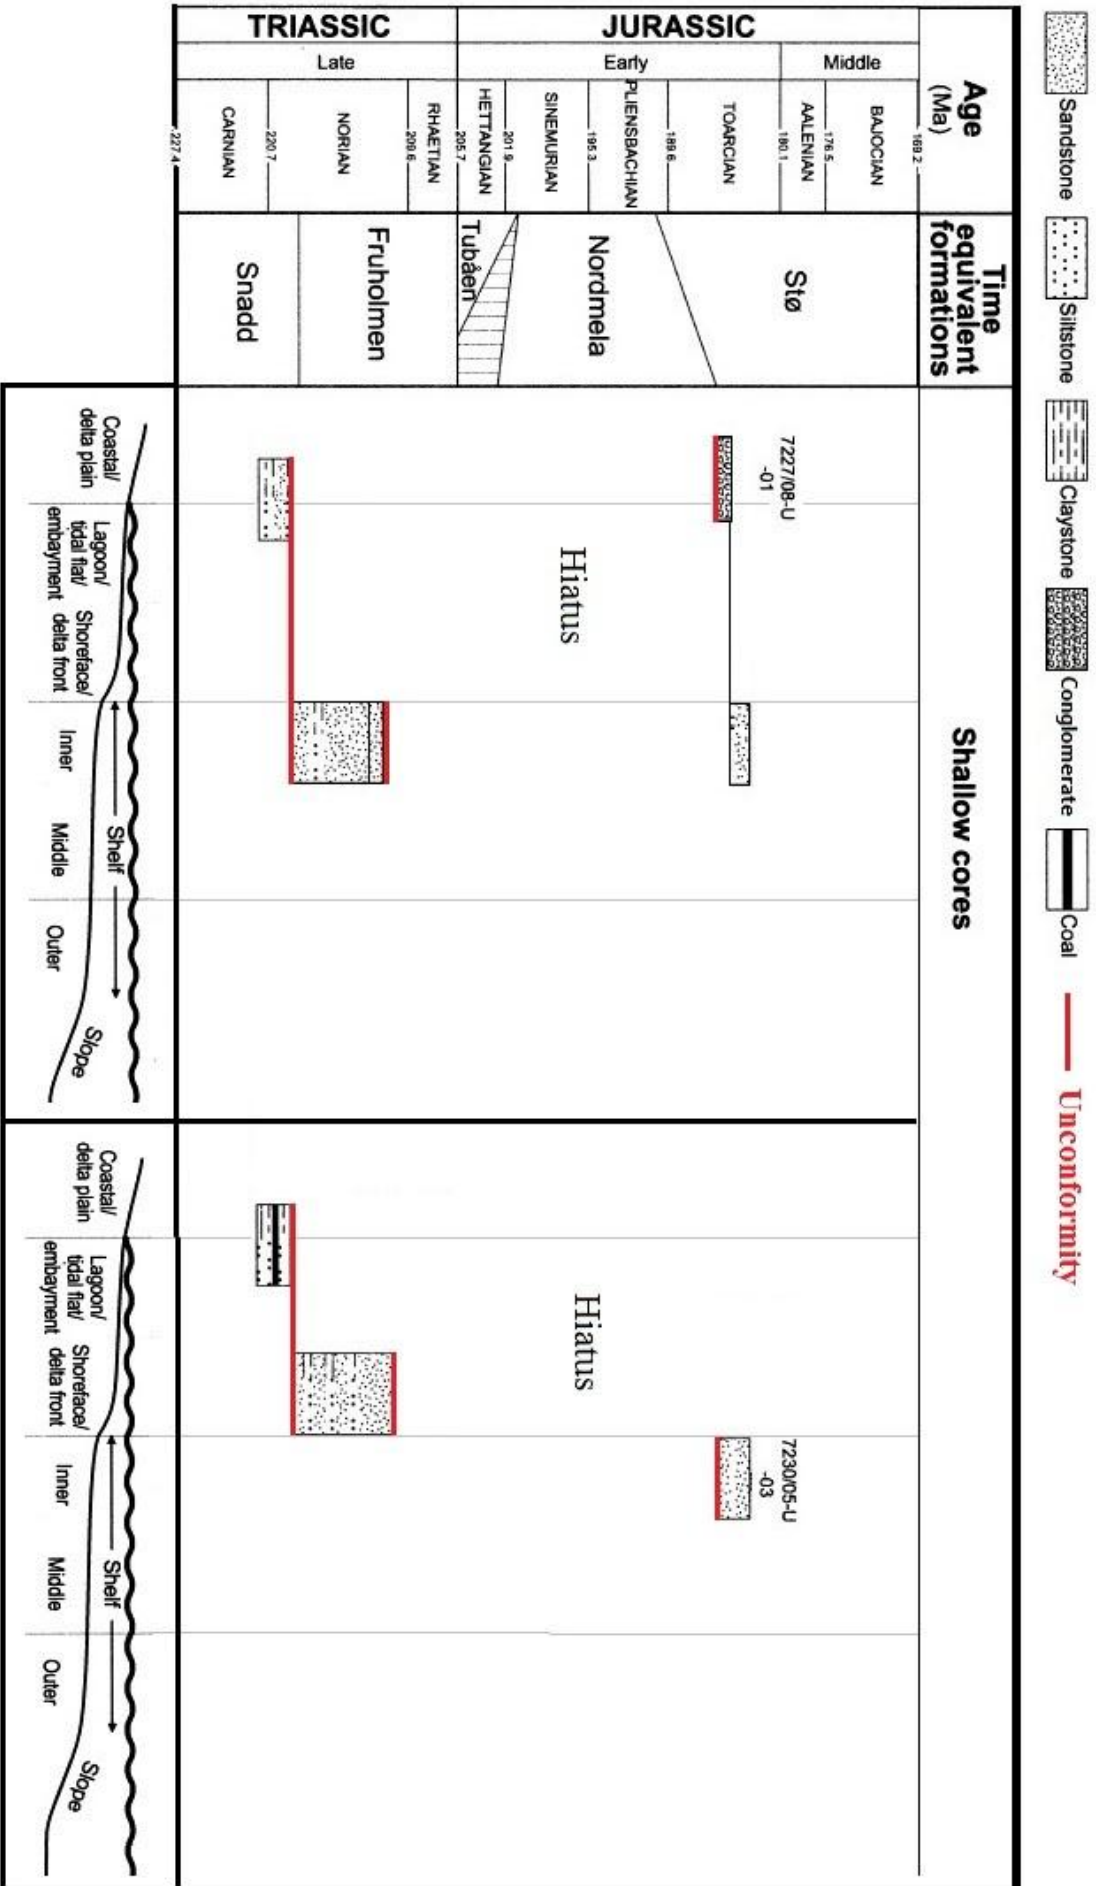 Sandstone
Siltstone
Claystone
Conglomerate
Coal
Unconformity
Age
(Ma)
Time
equivalent
formations
Shallow cores
JURASSIC
TRIASSIC
Middle
Early
Late
169.2
BAJOCIAN
176.5
AALENIAN
180.1
TOARCIAN
189.6
PLIENSBACHIAN
195.3
SINEMURIAN
201.9
HETTANGIAN
205.7
RHAETIAN
209.6
NORIAN
220.7
CARNIAN
227.4
Stø
Nordmela
Tubåen
Fruholmen
Snadd
7227/08-U
-01
Hiatus
7230/05-U
-03
Hiatus
Coastal/
delta plain
Lagoon/
tidal flat/
embayment
Shoreface/
delta front
Shelf
Inner
Middle
Outer
Slope
Coastal/
delta plain
Lagoon/
tidal flat/
embayment
Shoreface/
delta front
Shelf
Inner
Middle
Outer
Slope